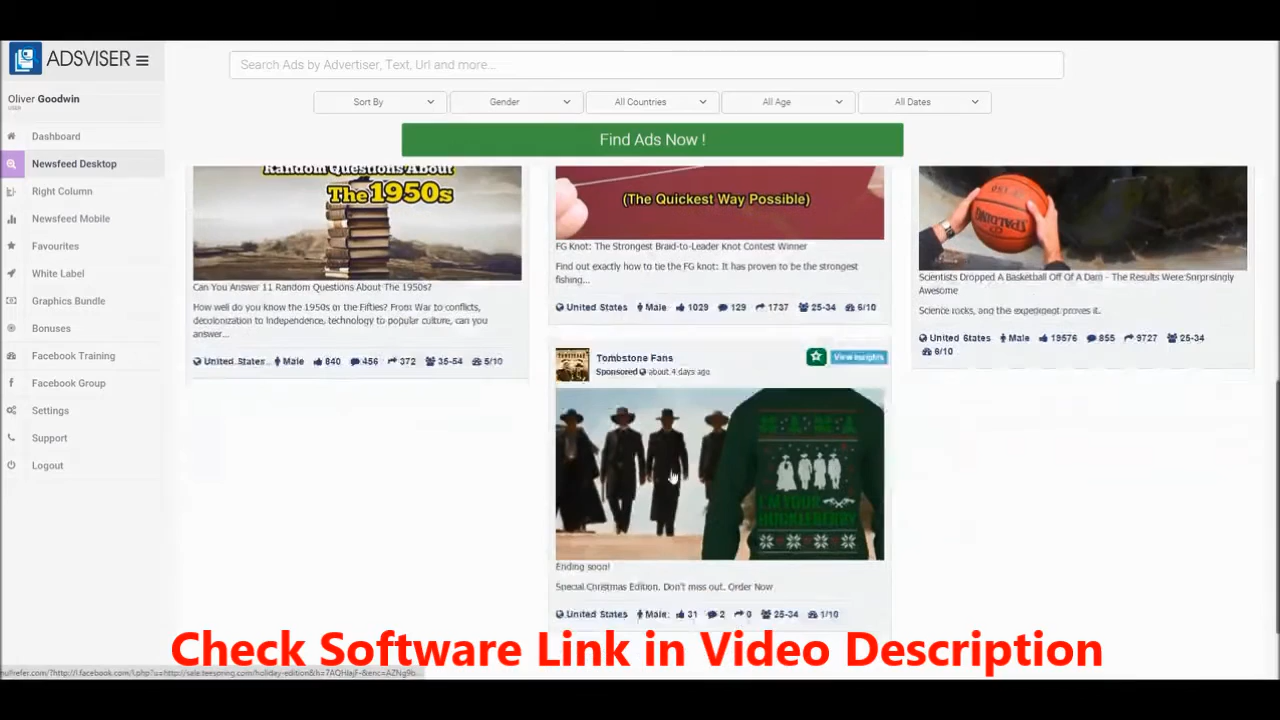 ADSVISER
Oliver Goodwin
USER
Dashboard
Newsfeed Desktop
Right Column
Newsfeed Mobile
Favourites
White Label
Graphics Bundle
Bonuses
Facebook Training
Facebook Group
Settings
Support
Logout
Search Ads by Advertiser, Text, Url and more...
Sort By
Gender
All Countries
All Age
All Dates
Find Ads Now !
Random Questions About
The 1950s
Can You Answer 11 Random Questions About The 1950s?
How well do you know the 1950s or the Fifties? From War to conflicts,
decolonization to Independence, technology to popular culture, can you
answer...
United States Male 840 456 372 35-54 5/10
(The Quickest Way Possible)
FG Knot: The Strongest Braid-to-Leader Knot Contest Winner
Find out exactly how to tie the FG knot: It has proven to be the strongest
fishing...
United States Male 1029 129 1737 25-34 6/10
Tombstone Fans
View Insights
Sponsored about 4 days ago
I'M YOUR
HUCKLEBERRY
Ending soon!
Special Christmas Edition. Don't miss out. Order Now
United States Male: 31 2 0 25-34 1/10
SPALDING
Scientists Dropped A Basketball Off Of A Dam - The Results Were Surprisingly
Awesome
Science rocks, and the experiment proves it.
United States Male 19576 855 9727 25-34
6/10
Check Software Link in Video Description